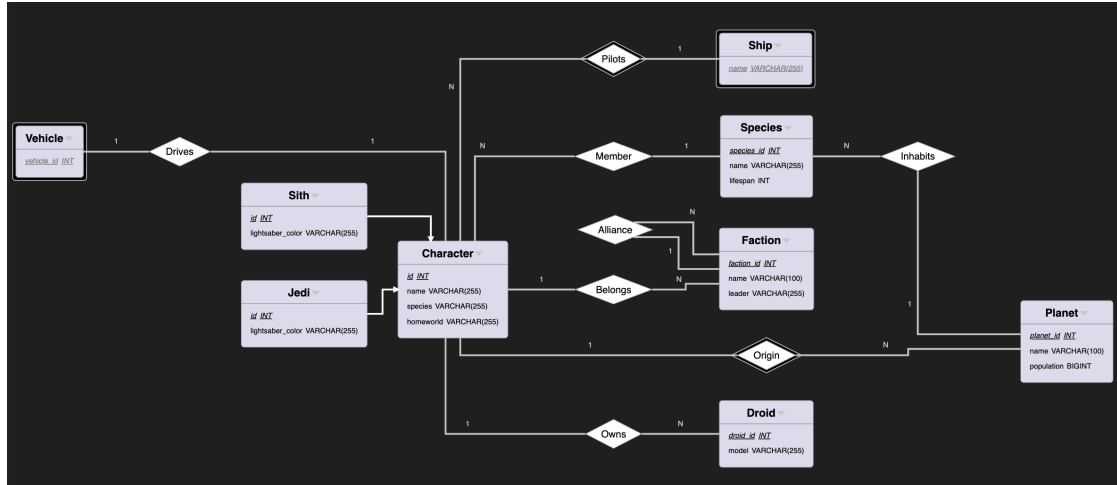 Pilots
1
N
Ship
name VARCHAR(255)
Vehicle
vehicle_id INT
1
Drives
1
N
Member
1
Species
species_id INT
name VARCHAR(255)
lifespan INT
N
Inhabits
1
Sith
id INT
lightsaber_color VARCHAR(255)
Alliance
N
1
Faction
faction_id INT
name VARCHAR(100)
leader VARCHAR(255)
Character
id INT
name VARCHAR(255)
species VARCHAR(255)
homeworld VARCHAR(255)
1
Belongs
N
Jedi
id INT
lightsaber_color VARCHAR(255)
Planet
planet_id INT
name VARCHAR(100)
population BIGINT
1
Origin
N
1
Owns
N
Droid
droid_id INT
model VARCHAR(255)